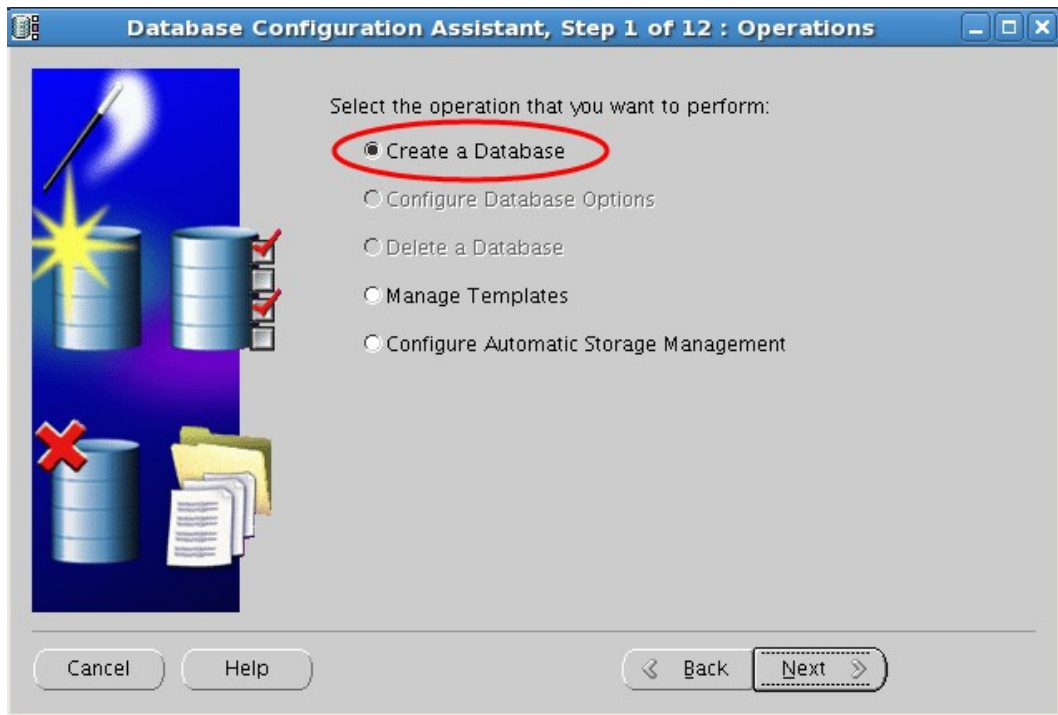 Database Configuration Assistant, Step 1 of 12 : Operations
Select the operation that you want to perform:
Create a Database
Configure Database Options
Delete a Database
Manage Templates
Configure Automatic Storage Management
Cancel
Help
Back
Next